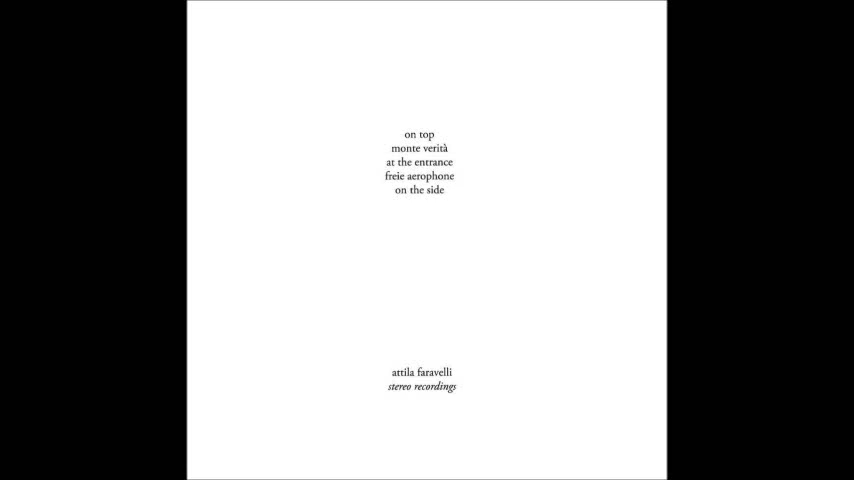 on top
monte verità
at the entrance
freie aerophone
on the side
attila faravelli
stereo recordings